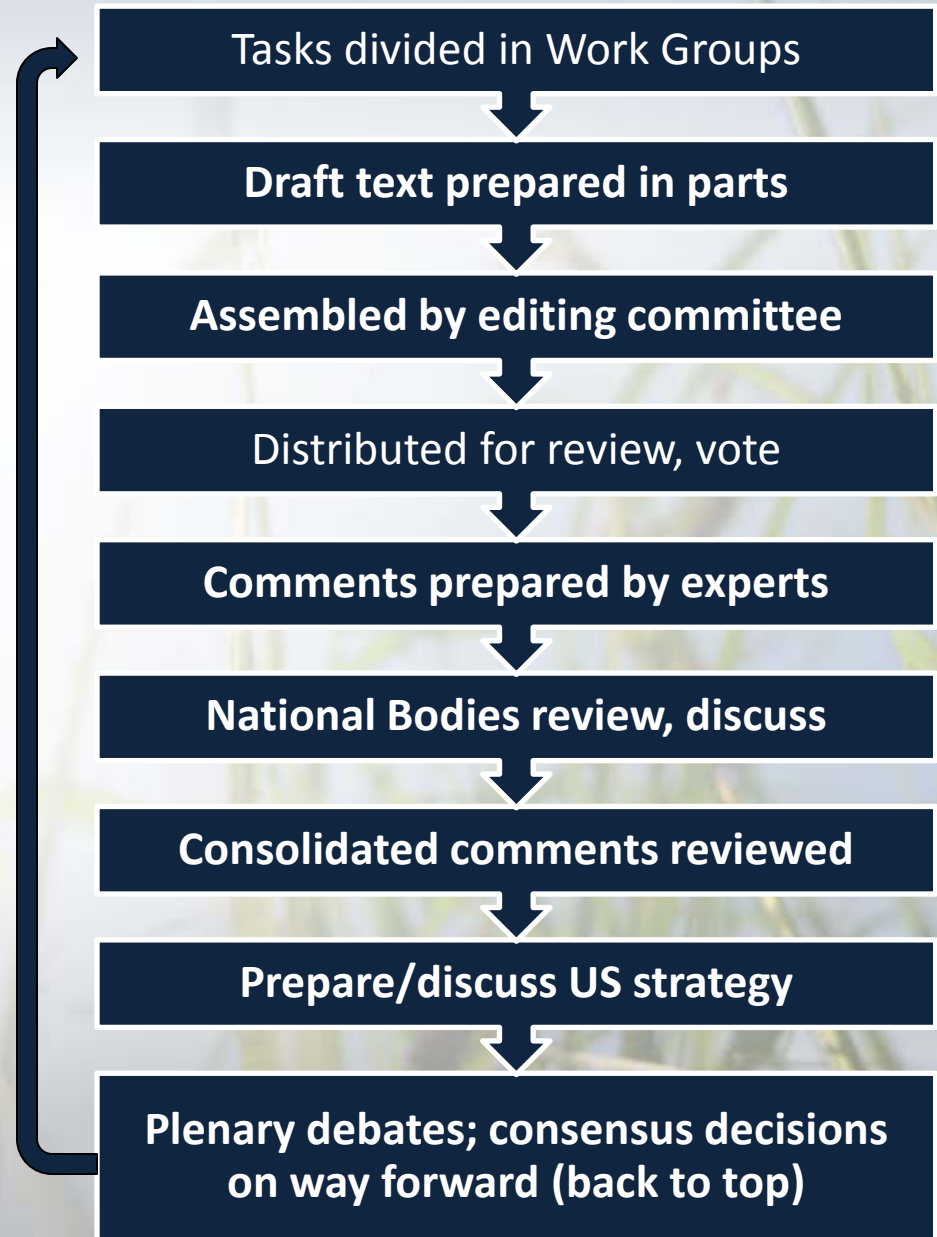 Tasks divided in Work Groups
Draft text prepared in parts
Assembled by editing committee
Distributed for review, vote
Comments prepared by experts
National Bodies review, discuss
Consolidated comments reviewed
Prepare/discuss US strategy
Plenary debates; consensus decisions
on way forward (back to top)